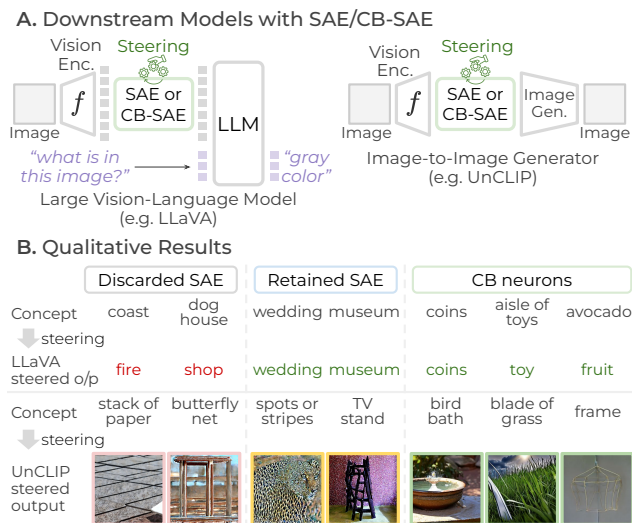 A. Downstream Models with SAE/CB-SAE
Vision
Enc.
Steering
f
SAE or
CB-SAE
LLM
Image
"what is in
this image?"
"gray
color"
Large Vision-Language Model
(e.g. LLaVA)
Vision
Enc.
Steering
f
SAE or
CB-SAE
Image
Gen.
Image
Image
Image-to-Image Generator
(e.g. UnCLIP)
B. Qualitative Results
Discarded SAE Retained SAE CB neurons
Concept coast dog house wedding museum coins aisle of toys avocado
steering
LLaVA
steered o/p fire shop wedding museum coins toy fruit
Concept stack of paper butterfly net spots or stripes TV stand bird bath blade of grass frame
steering
UnCLIP
steered
output